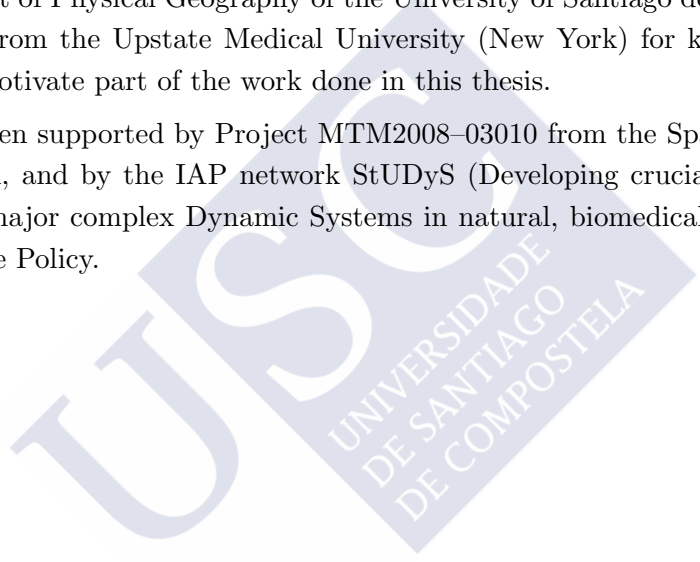 t of Physical Geography of the University of Santiago de
rom the Upstate Medical University (New York) for k
otivate part of the work done in this thesis.
en supported by Project MTM2008–03010 from the Sp
, and by the IAP network StUDyS (Developing crucia
major complex Dynamic Systems in natural, biomedical
e Policy.
USC
UNIVERSIDADE
DE SANTIAGO
DE COMPOSTELA